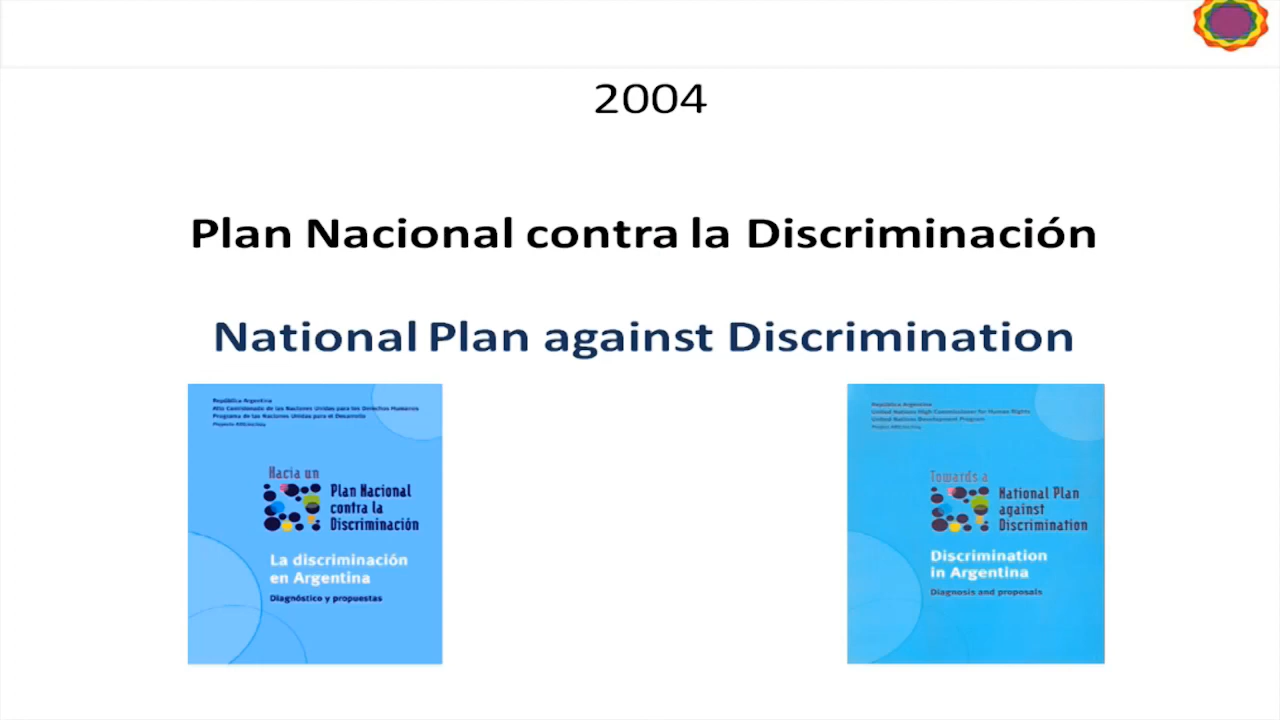 2004
Plan Nacional contra la Discriminación
National Plan against Discrimination
República Argentina
Alto Comisionado de las Naciones Unidas para los Derechos Humanos
Programa de las Naciones Unidas para el Desarrollo
Hacia un
Plan Nacional
contra la
Discriminación
La discriminación
en Argentina
Diagnóstico y propuestas
República Argentina
United Nations High Commissioner for Human Rights
United Nations Development Program
Towards a
National Plan
against
Discrimination
Discrimination
in Argentina
Diagnosis and proposals